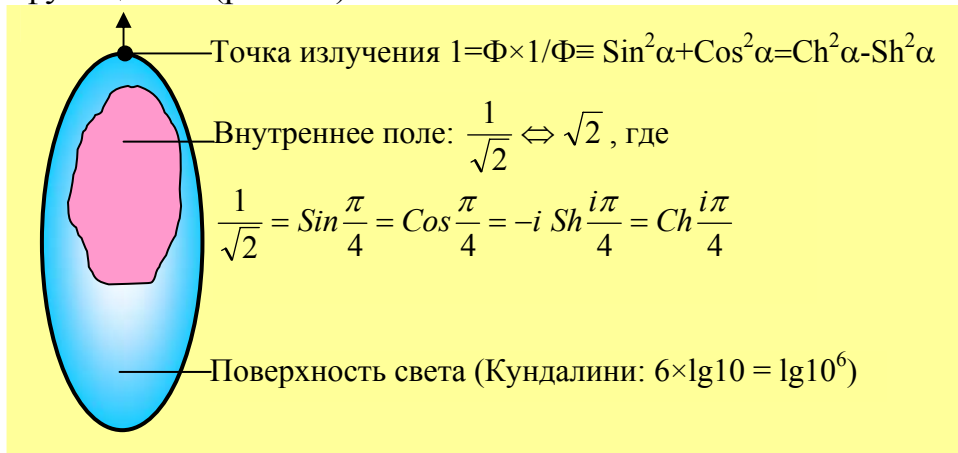 Точка излучения 1=Ф×1/Ф≡ Sin²α+Cos²α=Ch²α-Sh²α
Внутреннее поле: 1/√2 ⇔ √2 , где
1/√2 = Sin π/4 = Cos π/4 = −i Sh iπ/4 = Ch iπ/4
Поверхность света (Кундалини: 6×lg10 = lg10⁶)